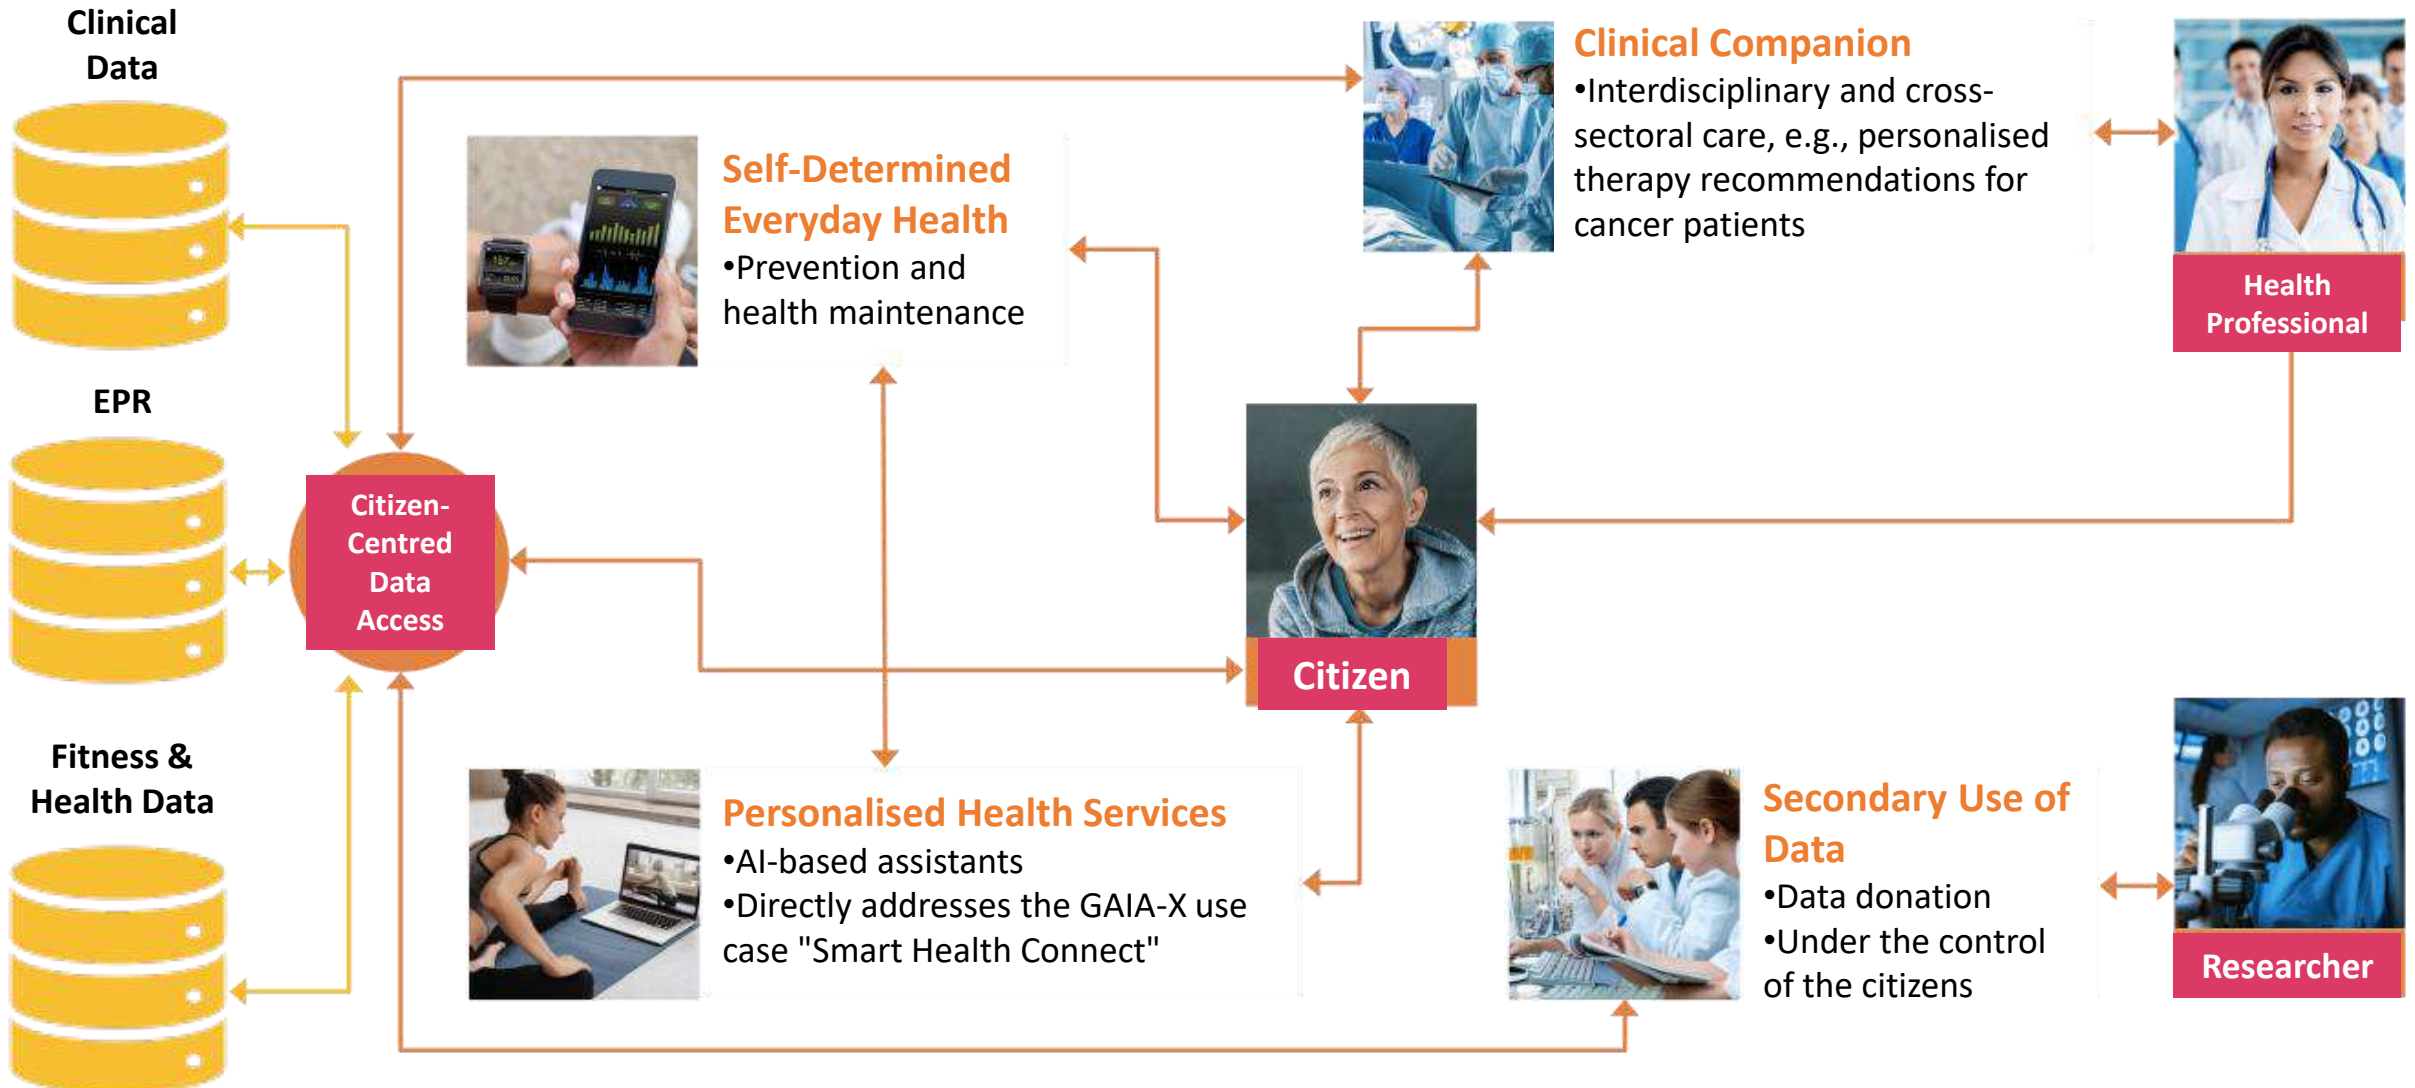 Clinical
Data
EPR
Fitness &
Health Data
Citizen-
Centred
Data
Access
Self-Determined
Everyday Health
•Prevention and
health maintenance
Personalised Health Services
•AI-based assistants
•Directly addresses the GAIA-X use
case "Smart Health Connect"
Citizen
Clinical Companion
•Interdisciplinary and cross-
sectoral care, e.g., personalised
therapy recommendations for
cancer patients
Health
Professional
Secondary Use of
Data
•Data donation
•Under the control
of the citizens
Researcher